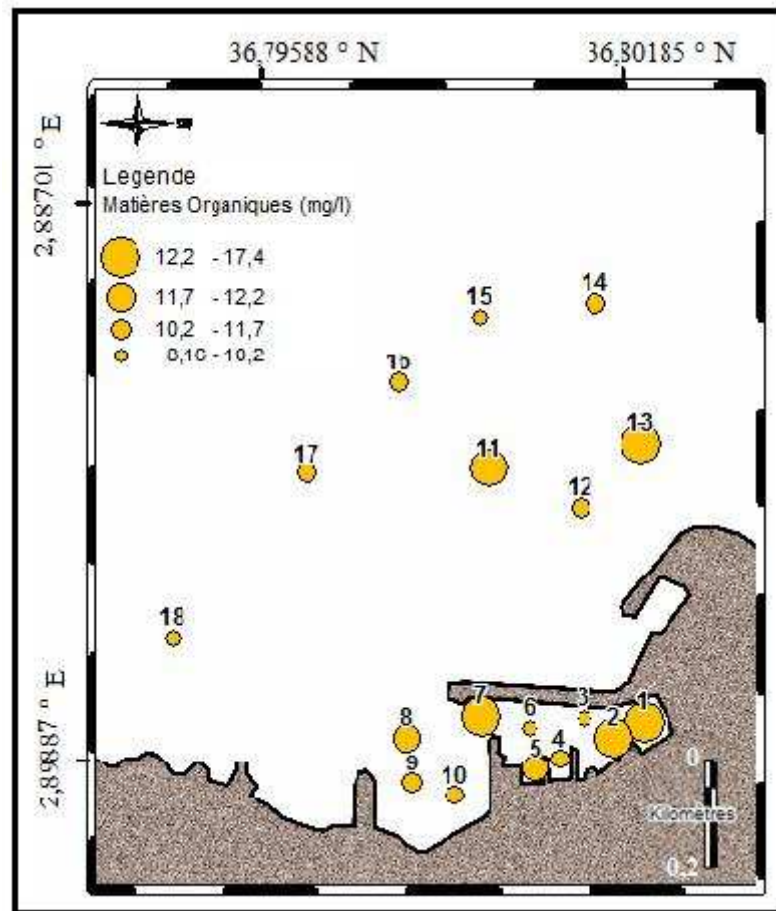 36,79588 ° N
36,80185 ° N
2,88701 ° E
2,89887 ° E
Legende
Matières Organiques (mg/l)
12,2 - 17,4
11,7 - 12,2
10,2 - 11,7
- 10,2
14
15
16
13
11
17
12
18
7
3
1
6
2
8
4
5
9
10
0
Kilomètres
0,2